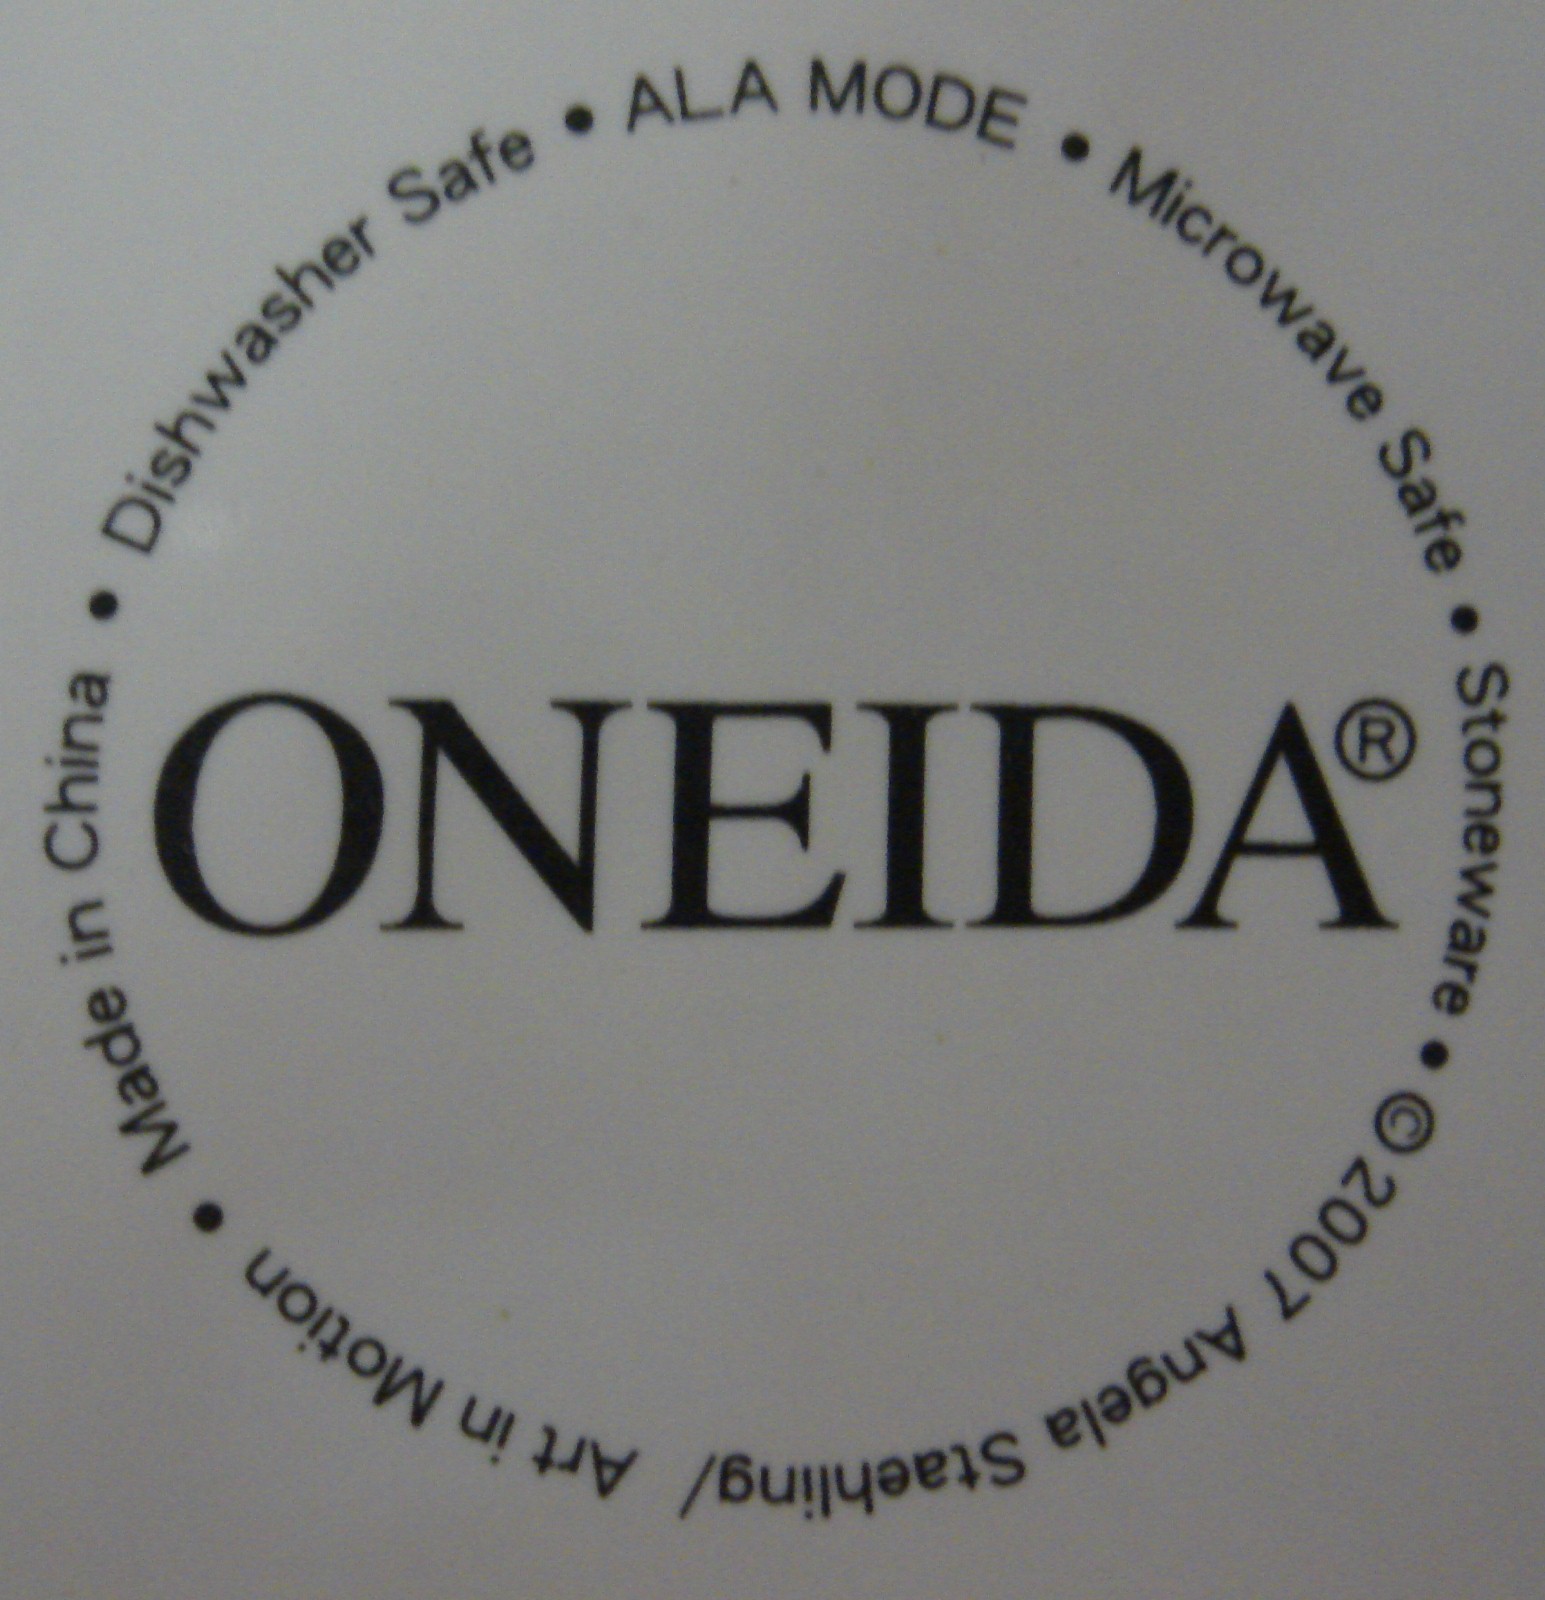 • ALA MODE • Microwave Safe • Stoneware • ©2007 Angela Staehling/ Art in Motion • Made in China • Dishwasher Safe
ONEIDA®